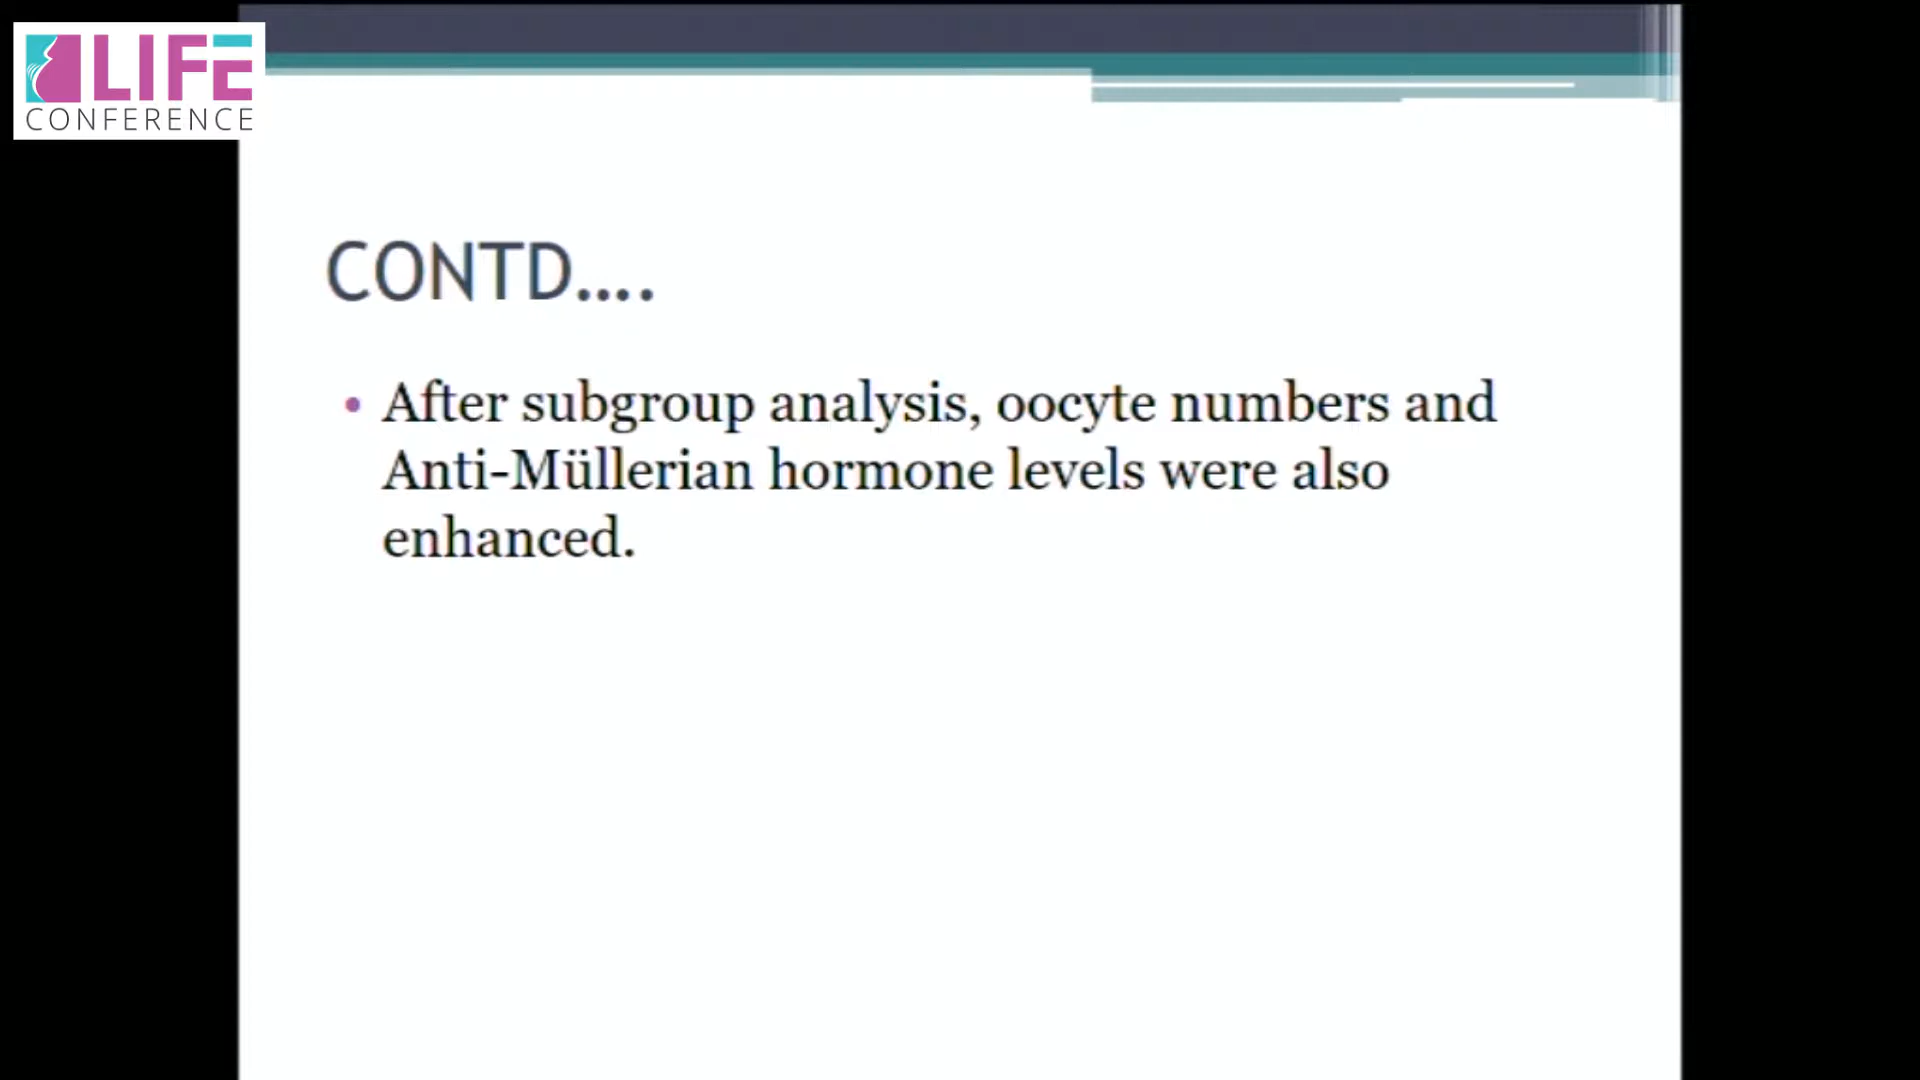 LIFE
CONFERENCE
CONTD....
• After subgroup analysis, oocyte numbers and
Anti-Müllerian hormone levels were also
enhanced.